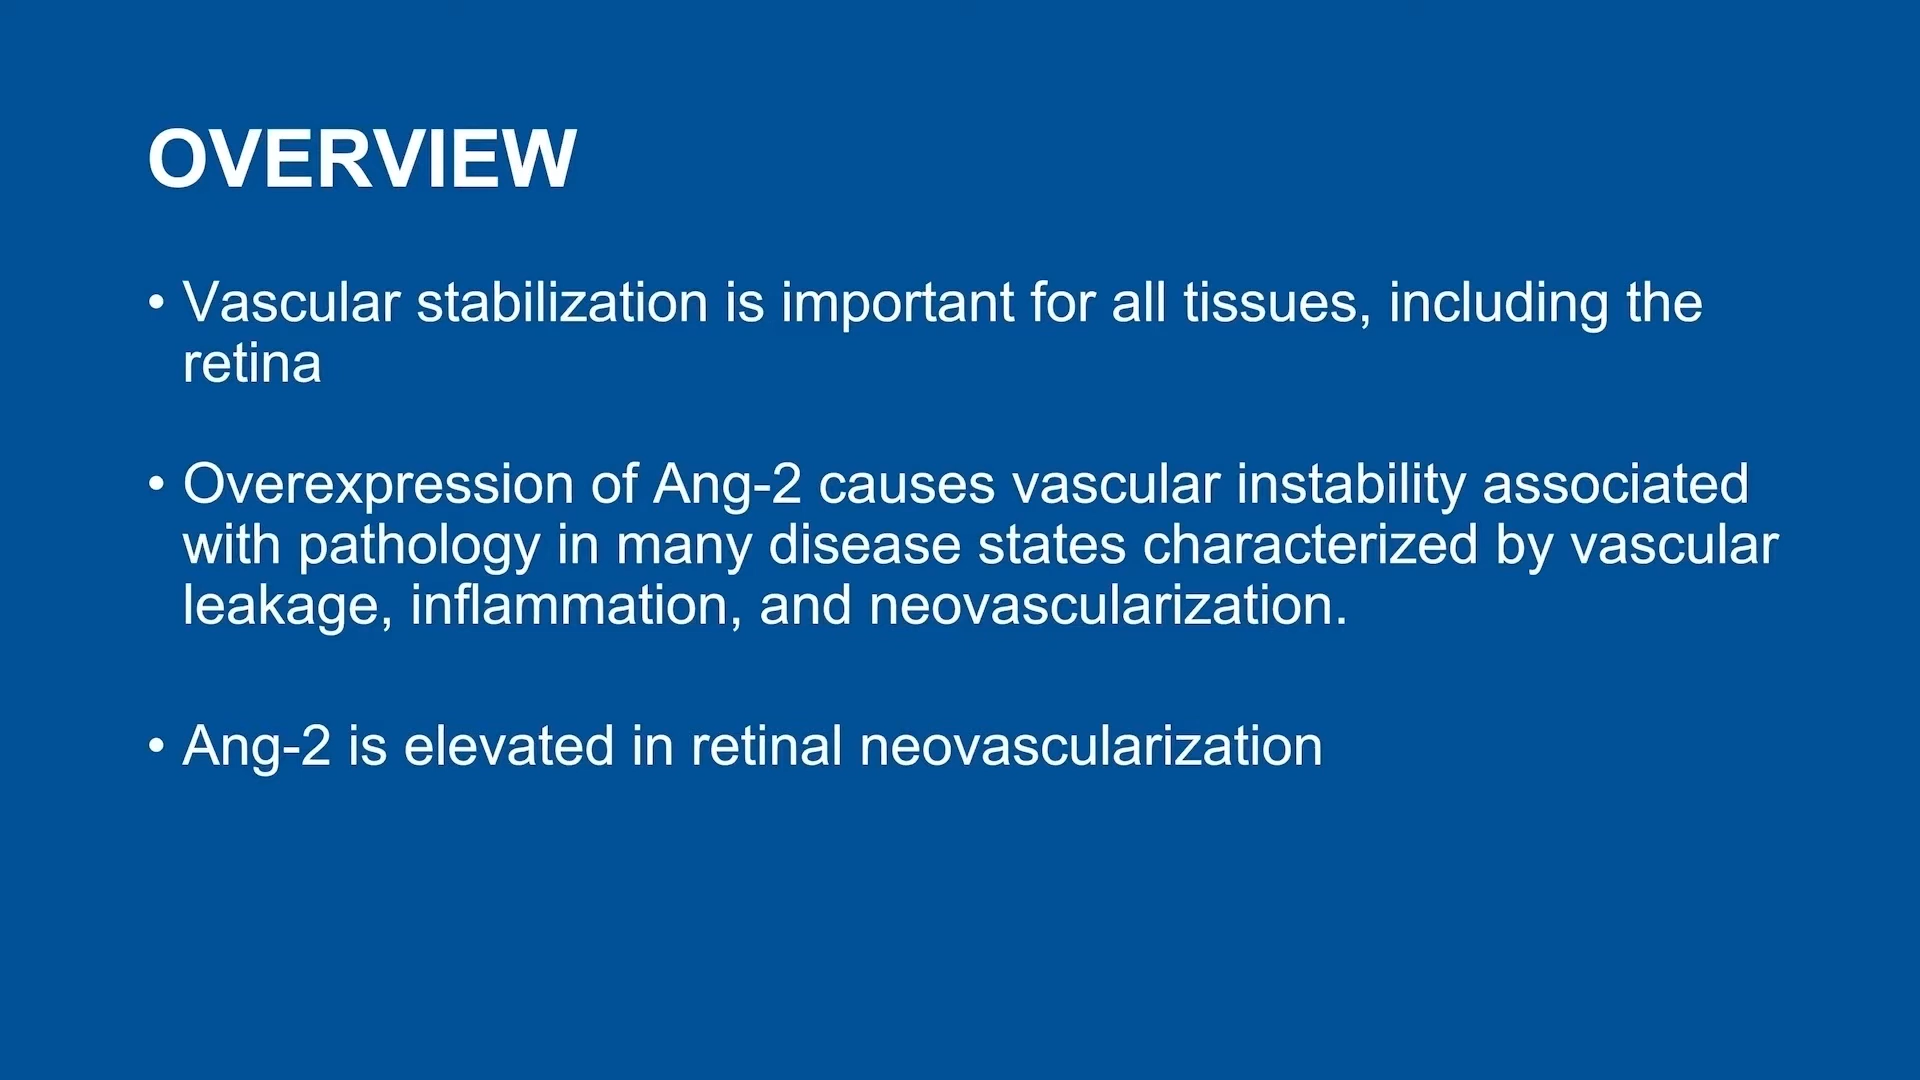 OVERVIEW
• Vascular stabilization is important for all tissues, including the
retina
• Overexpression of Ang-2 causes vascular instability associated
with pathology in many disease states characterized by vascular
leakage, inflammation, and neovascularization.
• Ang-2 is elevated in retinal neovascularization